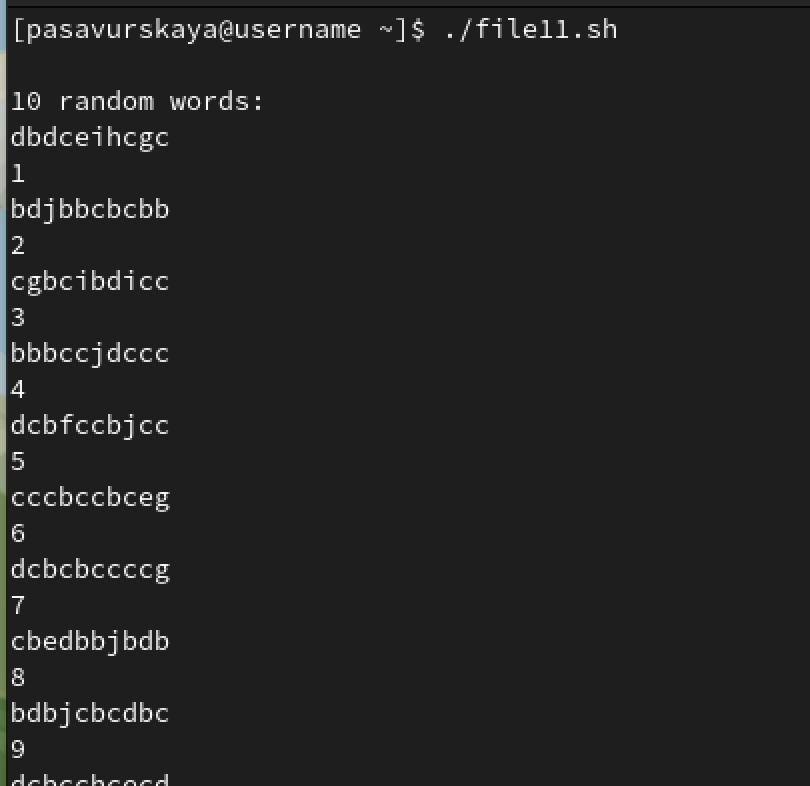 [pasavurskaya@username ~]$ ./file11.sh
10 random words:
dbdceihcgc
1
bdjbbcbcbb
2
cgbcibdicc
3
bbbccjdccc
4
dcbfccbjcc
5
cccbccbceg
6
dcbcbccccg
7
cbedbbjbdb
8
bdbjcbcdbc
9